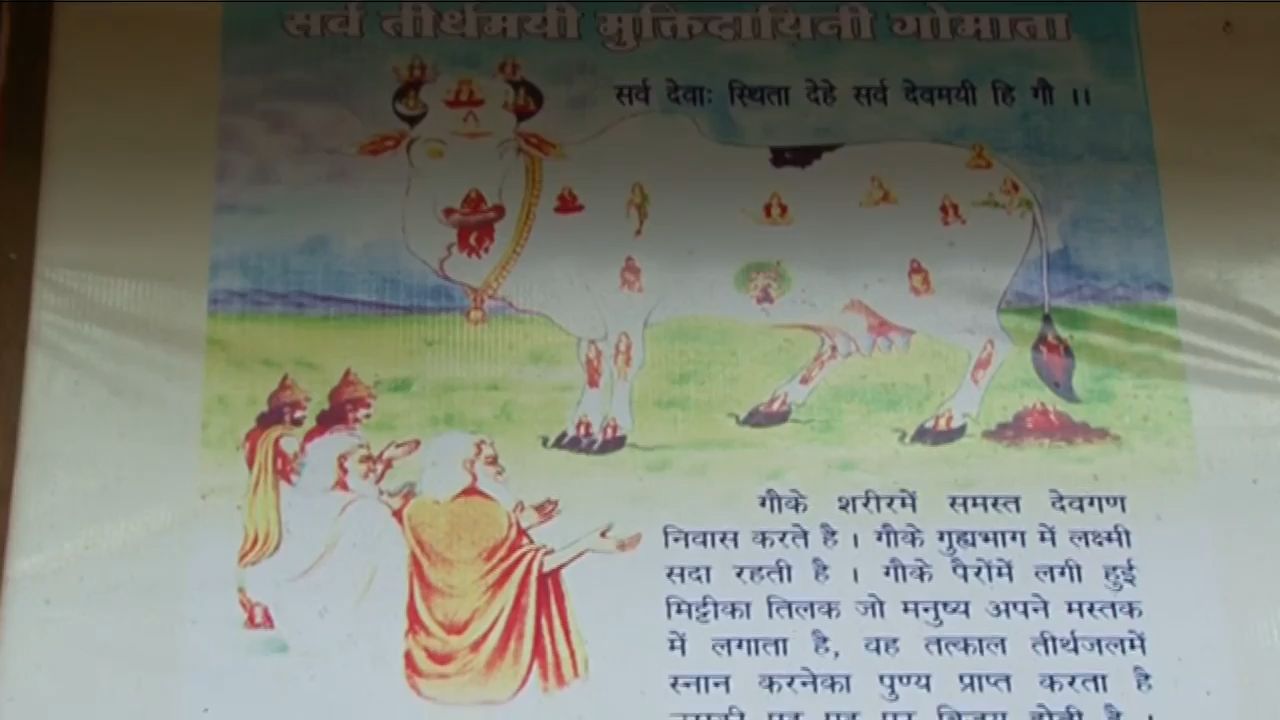 सर्व तीर्थमयी मुक्तिदायिनी गोमाता
सर्व देवाः स्थिता देहे सर्व देवमयी हि गौ ।।
गौके शरीरमें समस्त देवगण
निवास करते है । गौके गुह्यभाग में लक्ष्मी
सदा रहती है । गौके पैरोंमें लगी हुई
मिट्टीका तिलक जो मनुष्य अपने मस्तक
में लगाता है, वह तत्काल तीर्थजलमें
स्नान करनेका पुण्य प्राप्त करता है